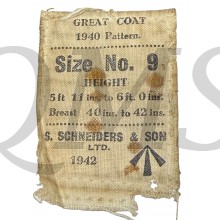 GREAT COAT
1940 Pattern.
Size No. 9
HEIGHT
5 ft 11 ins to 6 ft. 0 ins.
Breast 40 ins. to 42 ins.
S. SCHNEIDERS & SON
LTD.
1942